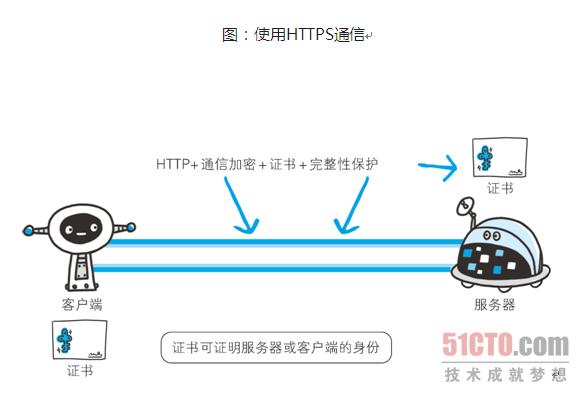 图：使用HTTPS通信
HTTP+通信加密+证书+完整性保护
证书
客户端
服务器
证书
证书可证明服务器或客户端的身份
51CTO.com
技术成就梦想